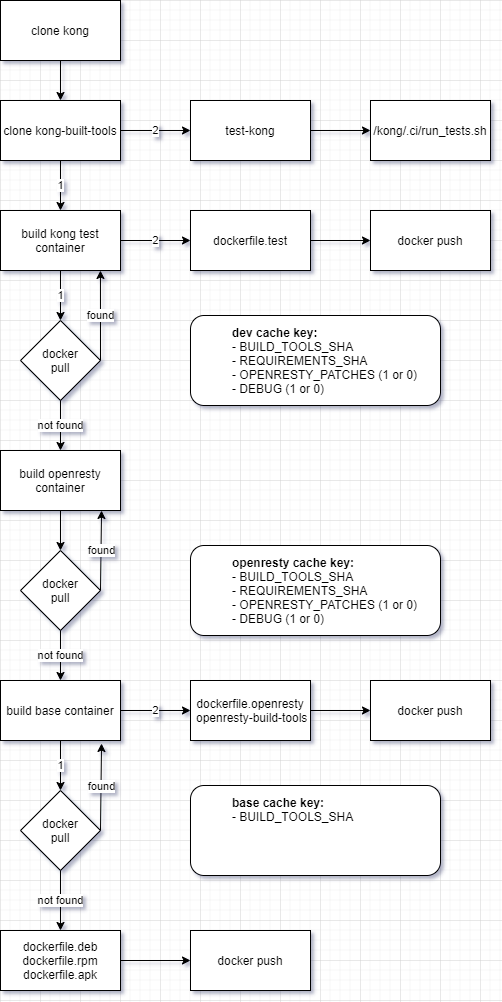 clone kong
clone kong-built-tools
2
test-kong
/kong/.ci/run_tests.sh
1
build kong test
container
2
dockerfile.test
docker push
1
found
docker
pull
dev cache key:
- BUILD_TOOLS_SHA
- REQUIREMENTS_SHA
- OPENRESTY_PATCHES (1 or 0)
- DEBUG (1 or 0)
not found
build openresty
container
found
docker
pull
openresty cache key:
- BUILD_TOOLS_SHA
- REQUIREMENTS_SHA
- OPENRESTY_PATCHES (1 or 0)
- DEBUG (1 or 0)
not found
build base container
2
dockerfile.openresty
openresty-build-tools
docker push
1
found
docker
pull
base cache key:
- BUILD_TOOLS_SHA
not found
dockerfile.deb
dockerfile.rpm
dockerfile.apk
docker push